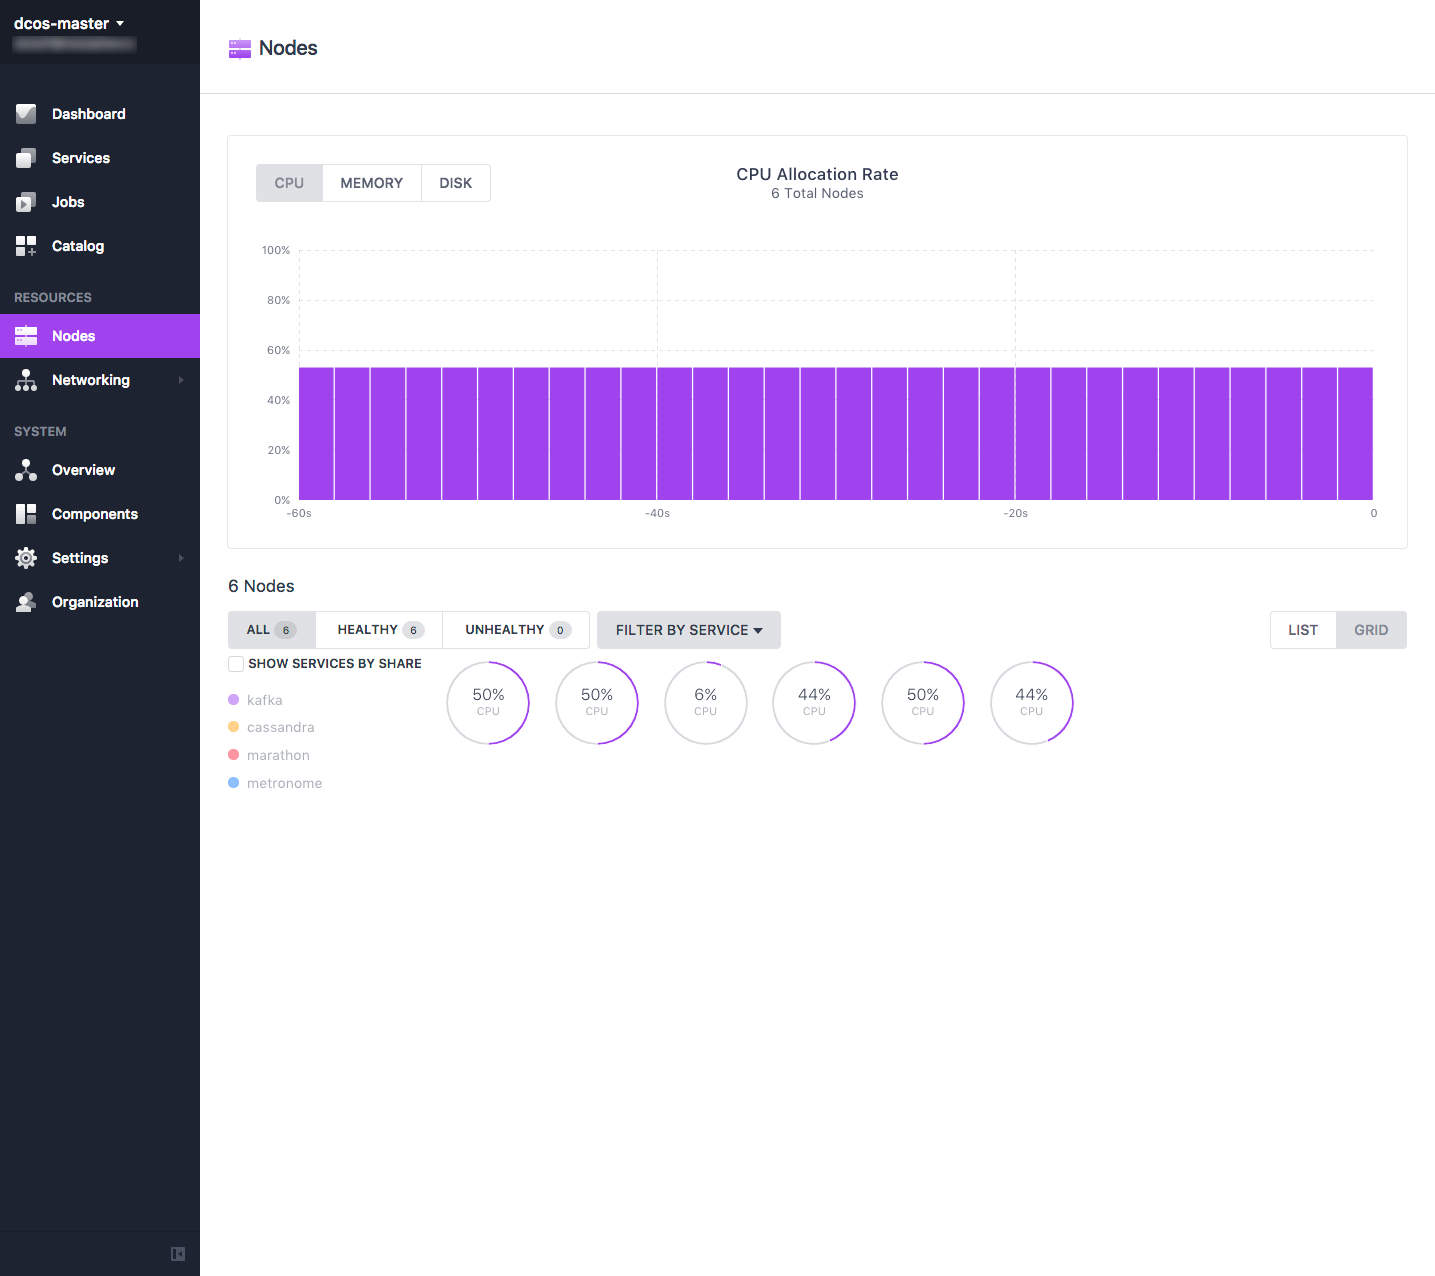 dcos-master
Dashboard
Services
Jobs
Catalog
RESOURCES
Nodes
Networking
SYSTEM
Overview
Components
Settings
Organization
Nodes
CPU MEMORY DISK
CPU Allocation Rate
6 Total Nodes
100%
80%
60%
40%
20%
0%
-60s -40s -20s 0
6 Nodes
ALL 6 HEALTHY 6 UNHEALTHY 0 FILTER BY SERVICE LIST GRID
SHOW SERVICES BY SHARE
kafka
cassandra
marathon
metronome
50% 50% 6% 44% 50% 44%
CPU CPU CPU CPU CPU CPU